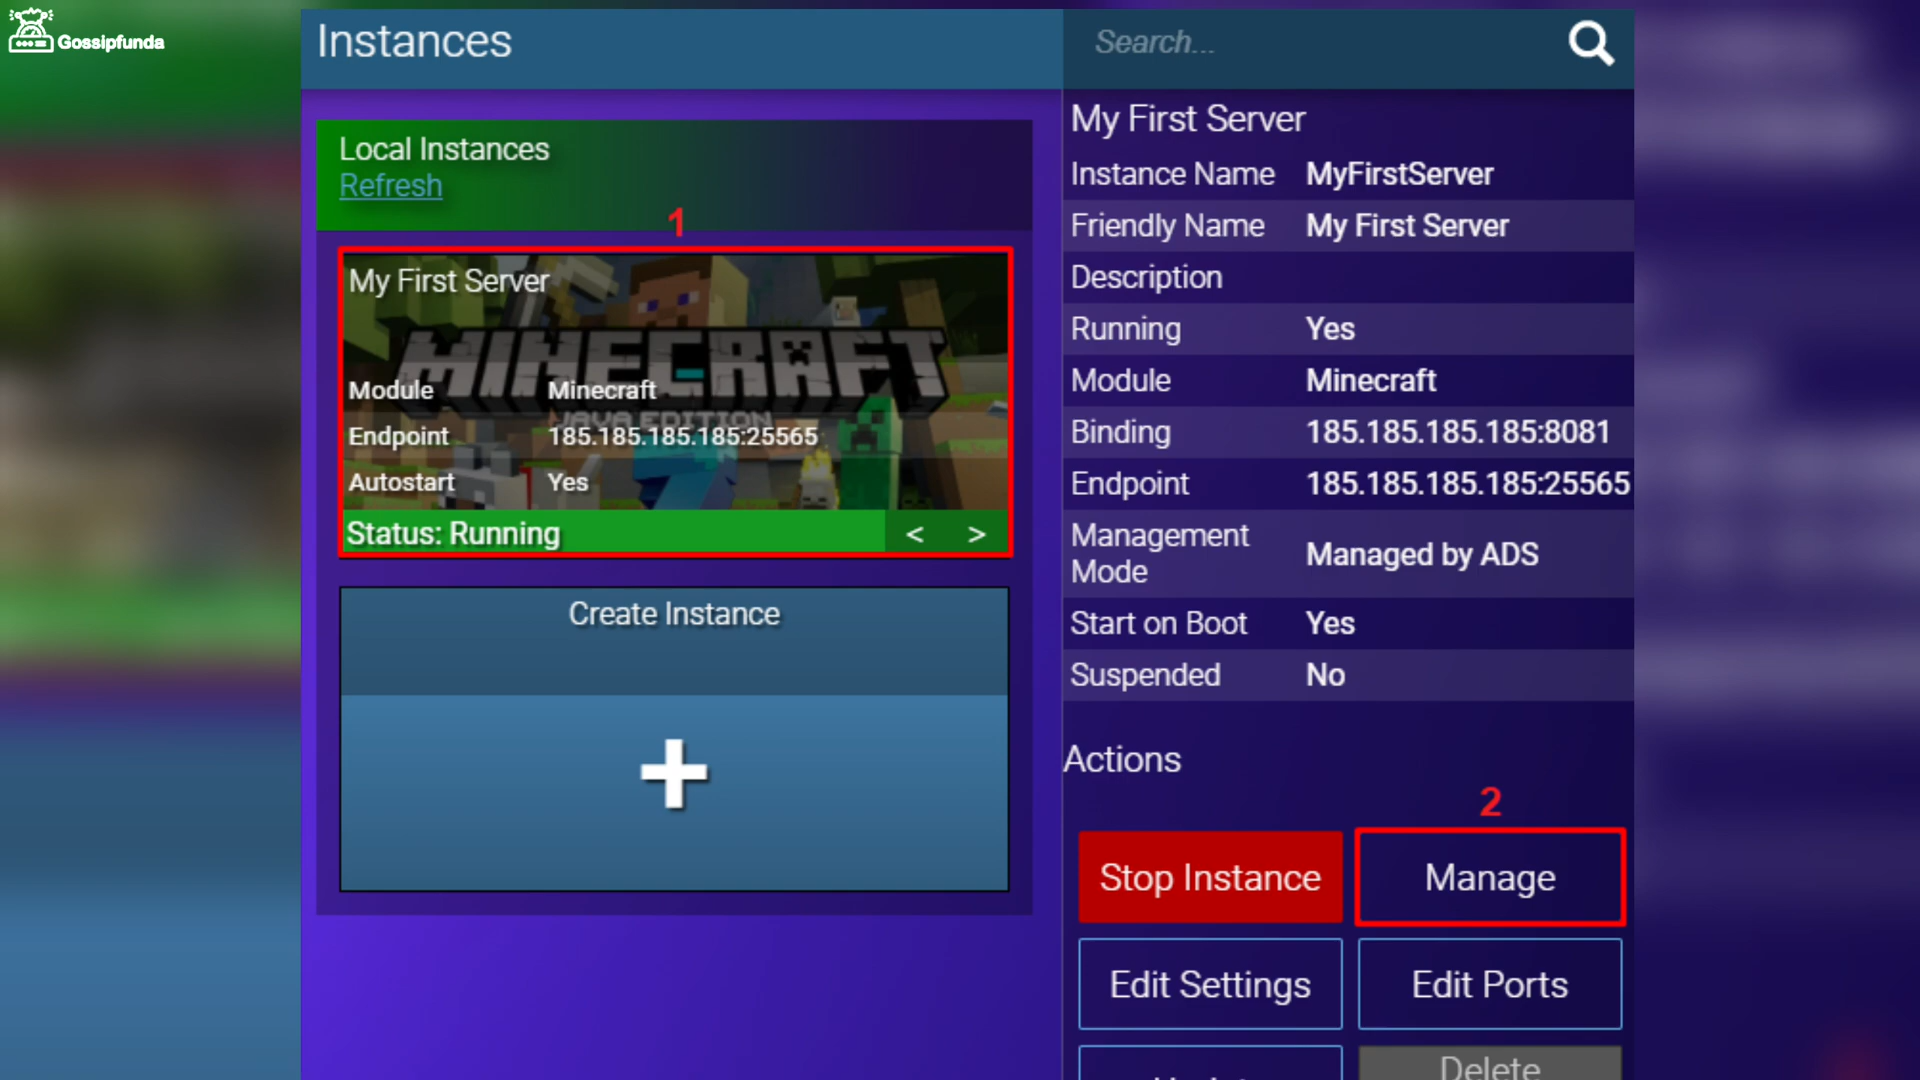 Gossipfunda
Instances
Search...
Local Instances
Refresh
1
My First Server
MINECRAFT
JAVA EDITION
Module Minecraft
Endpoint 185.185.185.185:25565
Autostart Yes
Status: Running < >
Create Instance
My First Server
Instance Name MyFirstServer
Friendly Name My First Server
Description
Running Yes
Module Minecraft
Binding 185.185.185.185:8081
Endpoint 185.185.185.185:25565
Management
Mode
Managed by ADS
Start on Boot Yes
Suspended No
Actions
2
Stop Instance Manage
Edit Settings Edit Ports
Delete